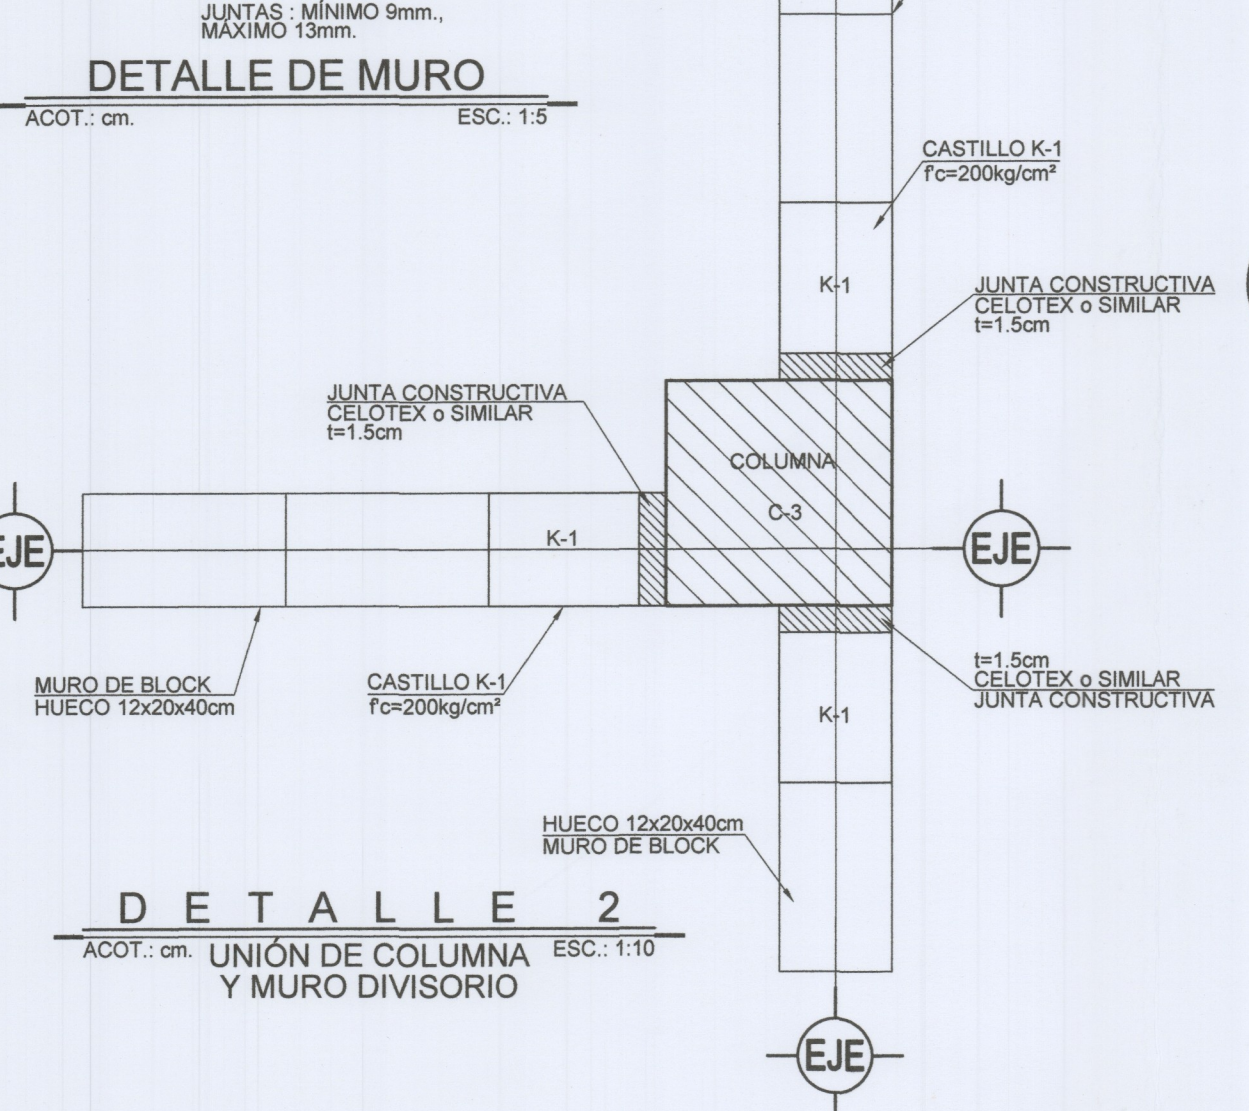 JUNTAS : MÍNIMO 9mm.,
MÁXIMO 13mm.
DETALLE DE MURO
ACOT.: cm.
ESC.: 1:5
CASTILLO K-1
f'c=200kg/cm²
K-1
JUNTA CONSTRUCTIVA
CELOTEX o SIMILAR
t=1.5cm
JUNTA CONSTRUCTIVA
CELOTEX o SIMILAR
t=1.5cm
COLUMNA
C-3
K-1
EJE
EJE
MURO DE BLOCK
HUECO 12x20x40cm
CASTILLO K-1
f'c=200kg/cm²
t=1.5cm
CELOTEX o SIMILAR
JUNTA CONSTRUCTIVA
K-1
HUECO 12x20x40cm
MURO DE BLOCK
DETALLE 2
ACOT.: cm.
UNIÓN DE COLUMNA
Y MURO DIVISORIO
ESC.: 1:10
EJE